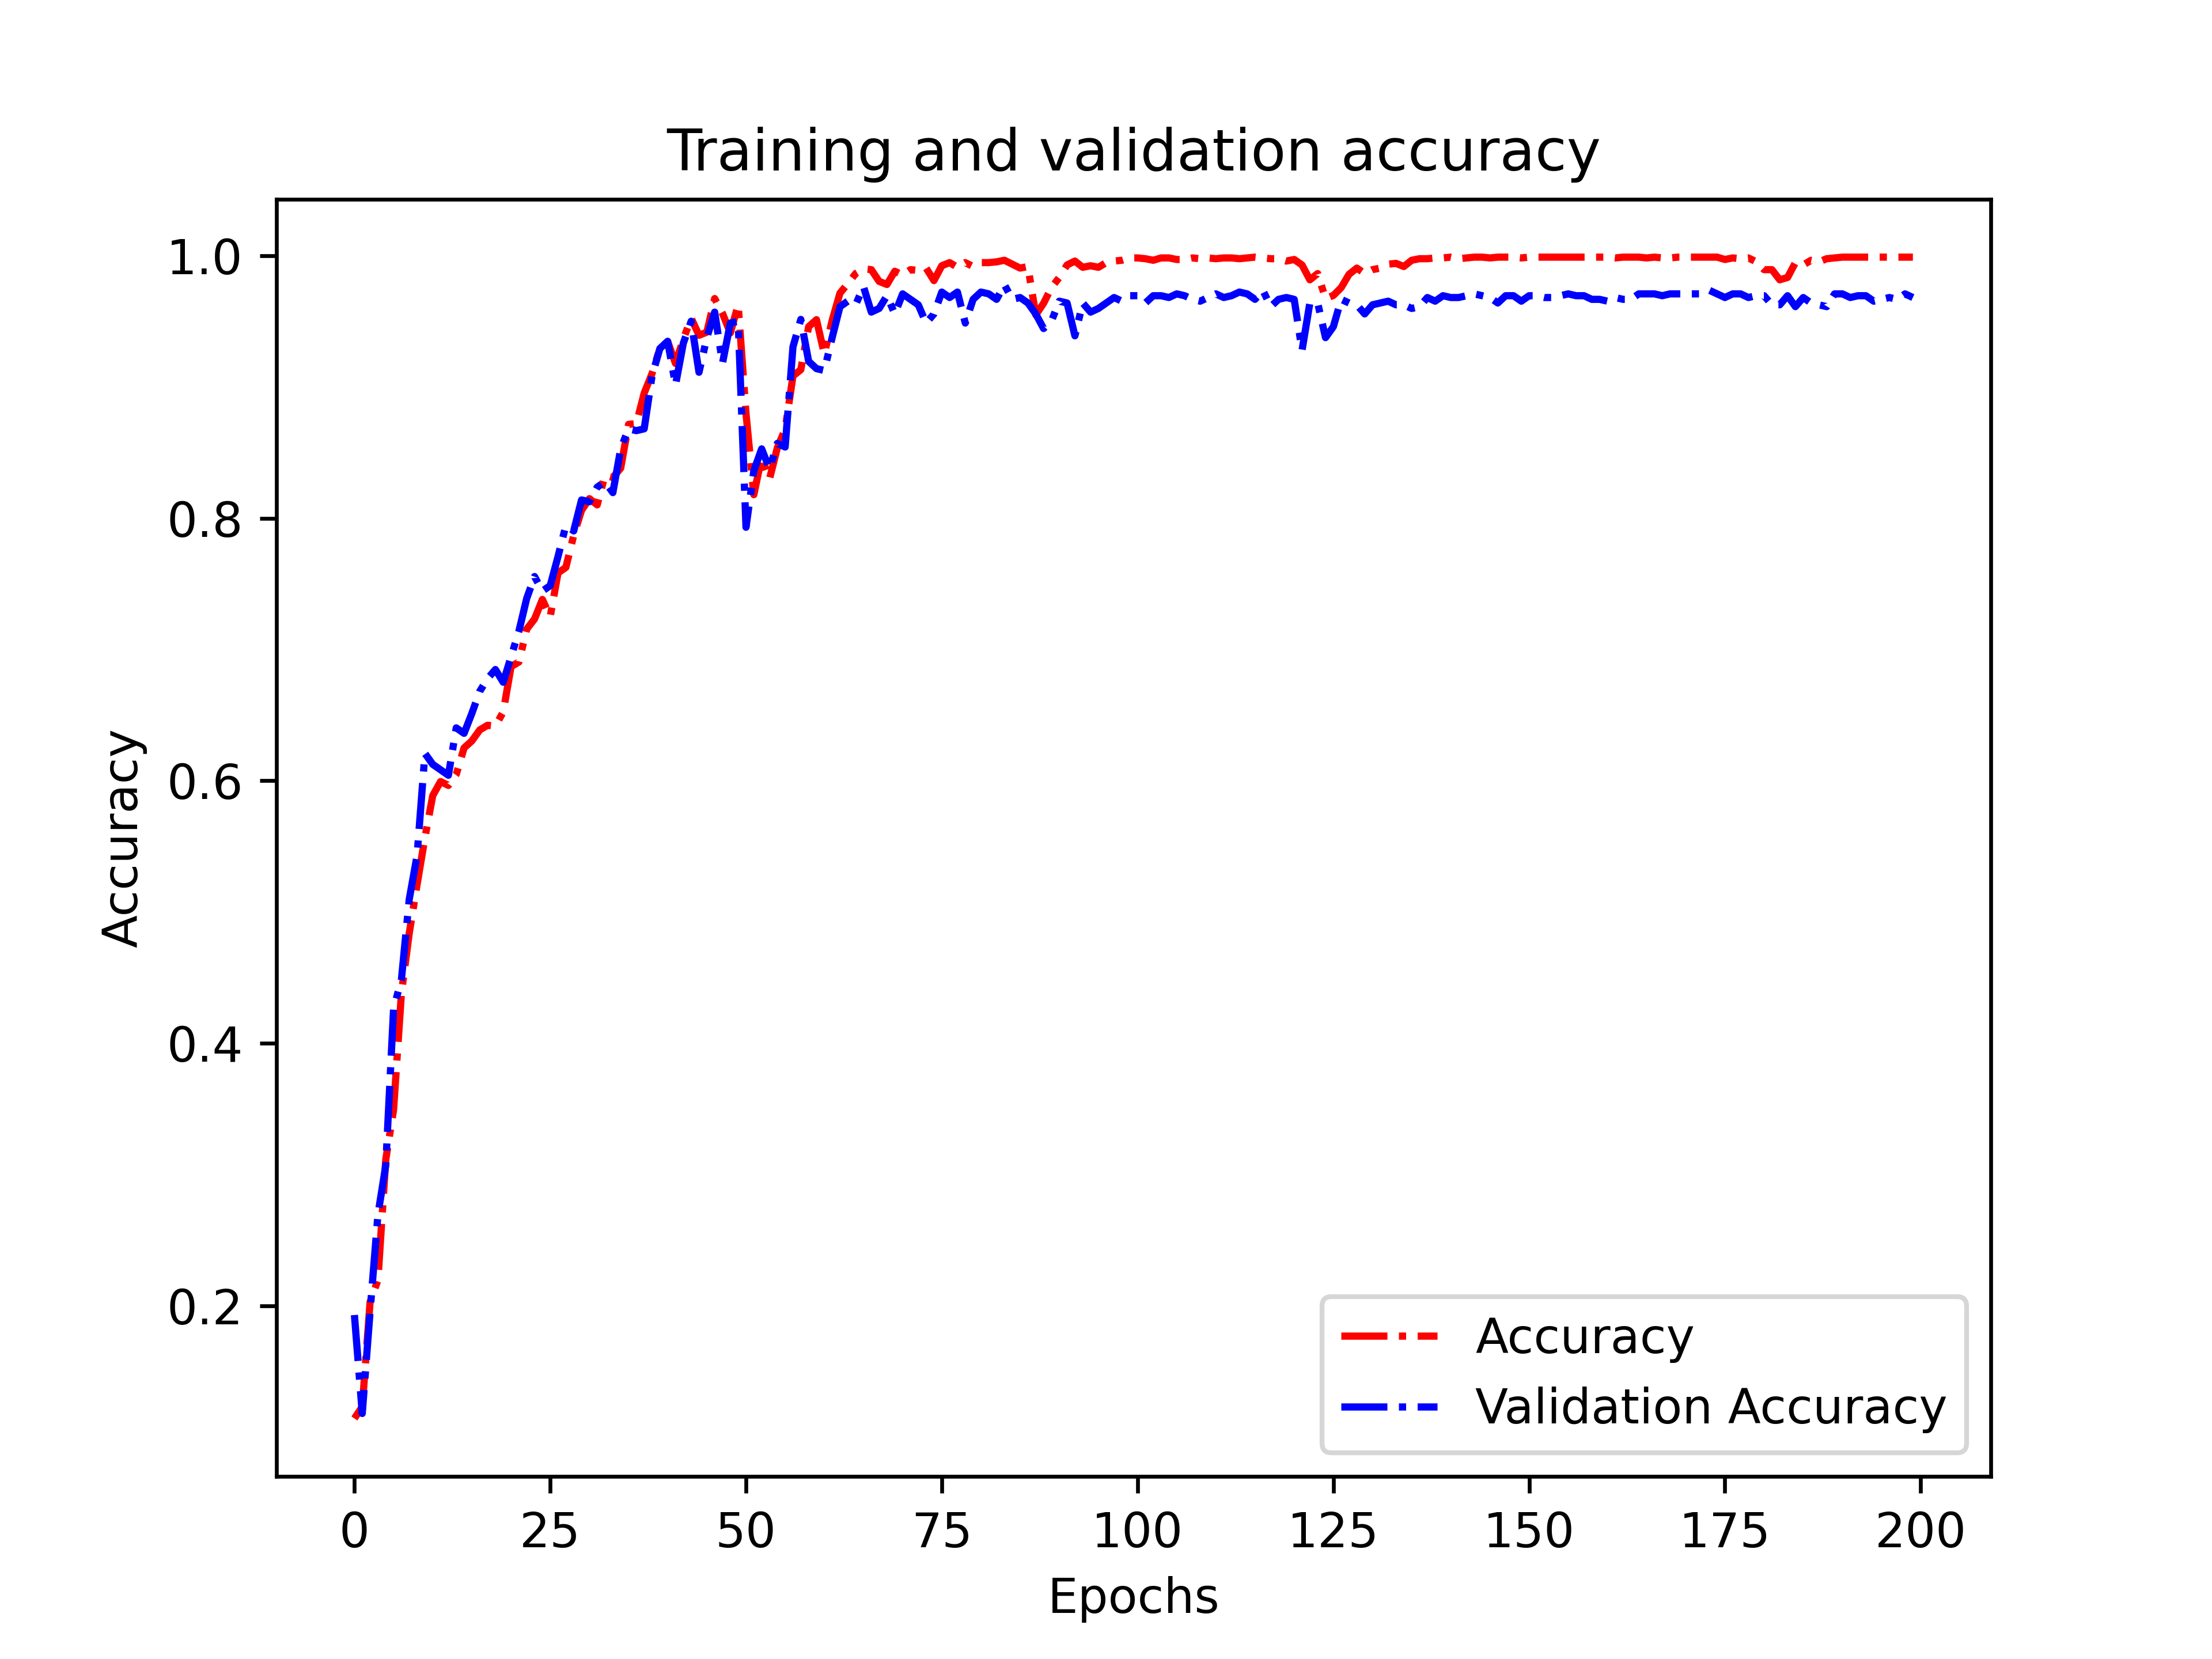 Training and validation accuracy
1.0
0.8
0.6
0.4
0.2
Accuracy
0 25 50 75 100 125 150 175 200
Epochs
Accuracy
Validation Accuracy